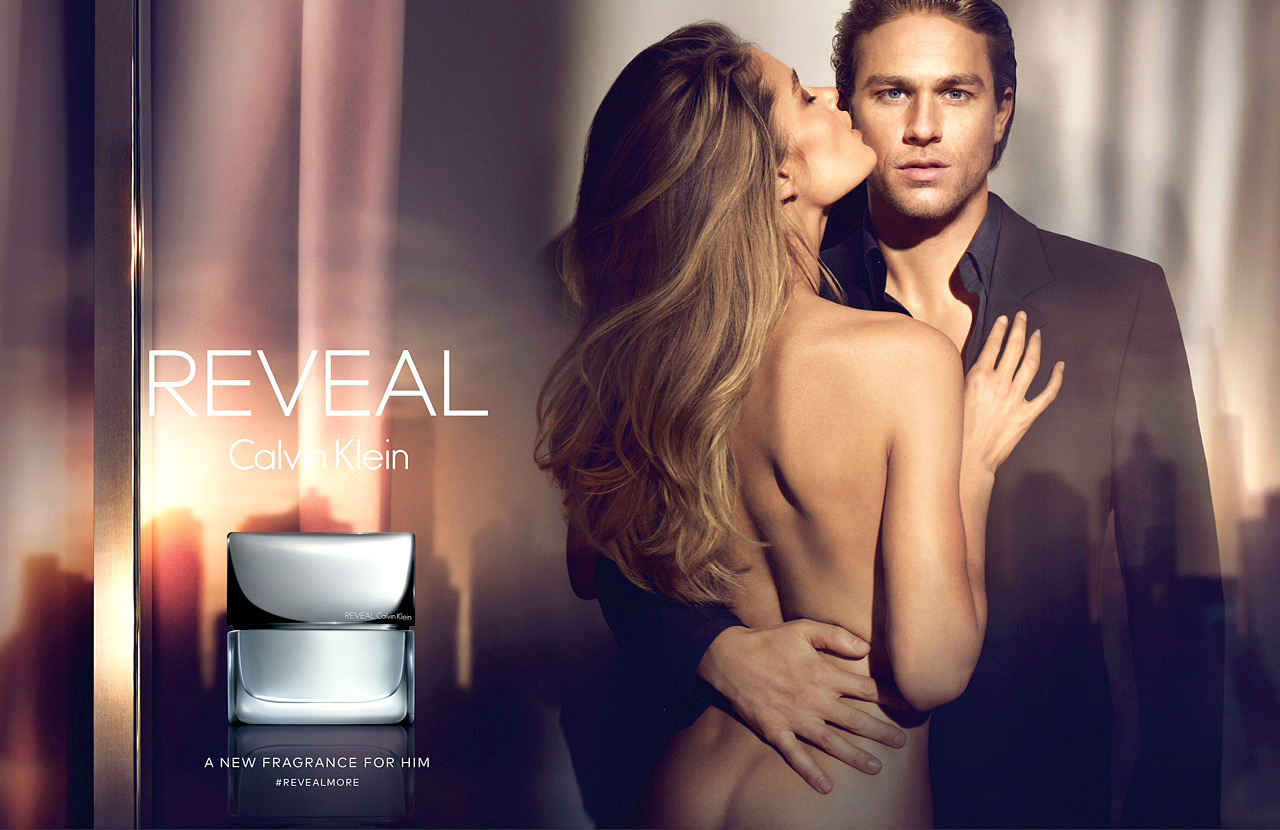 REVEAL
Calvin Klein
REVEAL Calvin Klein
A NEW FRAGRANCE FOR HIM
#REVEALMORE